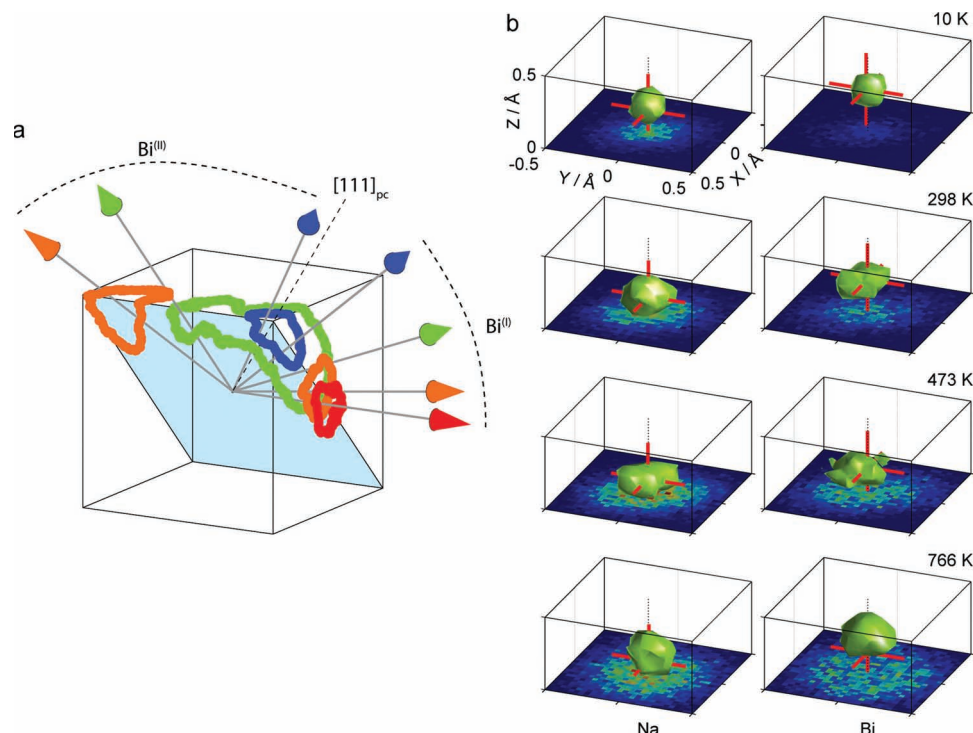 a
Bi(II)
[111]pc
Bi(I)
b
10 K
0.5
Z / Å
0
-0.5
Y / Å
0
0.5
0.5
X / Å
0
298 K
473 K
766 K
Na
Bi